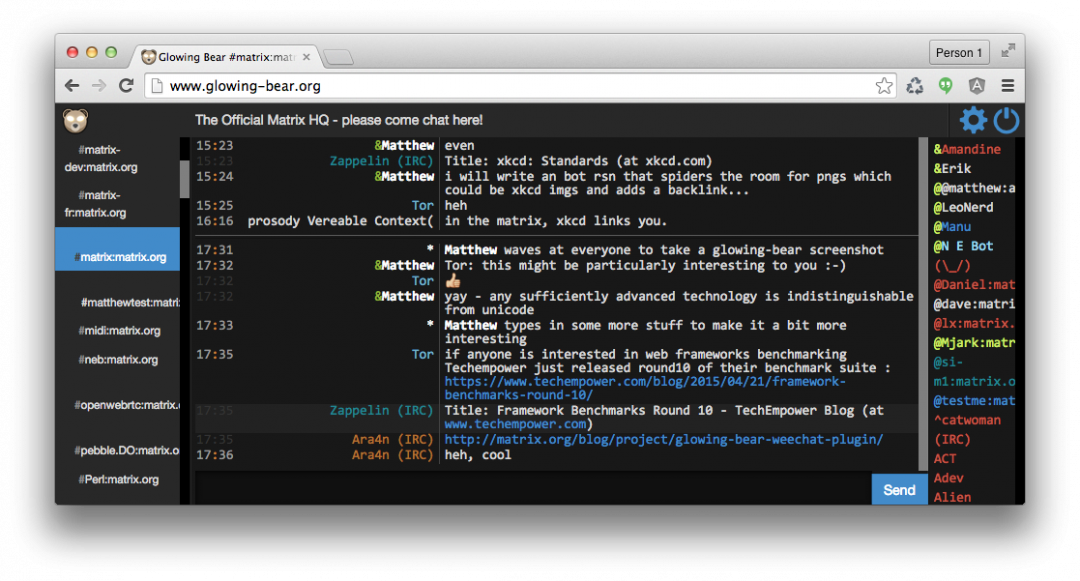 Glowing Bear #matrix:mat
Person 1
www.glowing-bear.org
The Official Matrix HQ - please come chat here!
#matrix-
dev:matrix.org
#matrix-
fr:matrix.org
#matrix:matrix.org
#matthewtest:matri
#midi:matrix.org
#neb:matrix.org
#openwebrtc:matrix.
#pebble.DO:matrix.o
#Perl:matrix.org
15:23 &Matthew even
15:23 Zappelin (IRC) Title: xkcd: Standards (at xkcd.com)
15:24 &Matthew i will write an bot rsn that spiders the room for pngs which
could be xkcd imgs and adds a backlink...
15:25 Tor heh
16:16 prosody Vereable Context( in the matrix, xkcd links you.
17:31 * Matthew waves at everyone to take a glowing-bear screenshot
17:32 &Matthew Tor: this might be particularly interesting to you :-)
17:32 Tor 👍
17:32 &Matthew yay - any sufficiently advanced technology is indistinguishable
from unicode
17:33 * Matthew types in some more stuff to make it a bit more
interesting
17:35 Tor if anyone is interested in web frameworks benchmarking
Techempower just released round10 of their benchmark suite :
https://www.techempower.com/blog/2015/04/21/framework-
benchmarks-round-10/
17:35 Zappelin (IRC) Title: Framework Benchmarks Round 10 - TechEmpower Blog (at
www.techempower.com)
17:35 Ara4n (IRC) http://matrix.org/blog/project/glowing-bear-weechat-plugin/
17:36 Ara4n (IRC) heh, cool
Send
&Amandine
&Erik
@@matthew:a
@LeoNerd
@Manu
@N E Bot
(\_/)
@Daniel:mat
@dave:matri
@lx:matrix.
@Mjark:matr
@si-
m1:matrix.o
@testme:mat
^catwoman
(IRC)
ACT
Adev
Alien